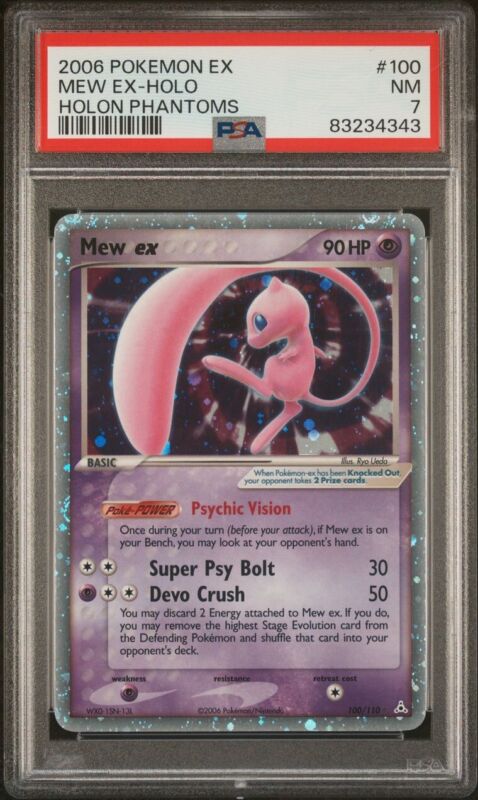 2006 POKEMON EX #100
MEW EX-HOLO NM
HOLON PHANTOMS 7
PSA 83234343
Mew ex 90 HP
BASIC
Illus. Ryo Ueda
When Pokémon-ex has been Knocked Out,
your opponent takes 2 Prize cards.
Poké-POWER Psychic Vision
Once during your turn (before your attack), if Mew ex is on
your Bench, you may look at your opponent's hand.
Super Psy Bolt 30
Devo Crush 50
You may discard 2 Energy attached to Mew ex. If you do,
you may remove the highest Stage Evolution card from
the Defending Pokémon and shuffle that card into your
opponent's deck.
weakness resistance retreat cost
WX0-1SN-13L ©2006 Pokémon/Nintendo 100/110
PSA